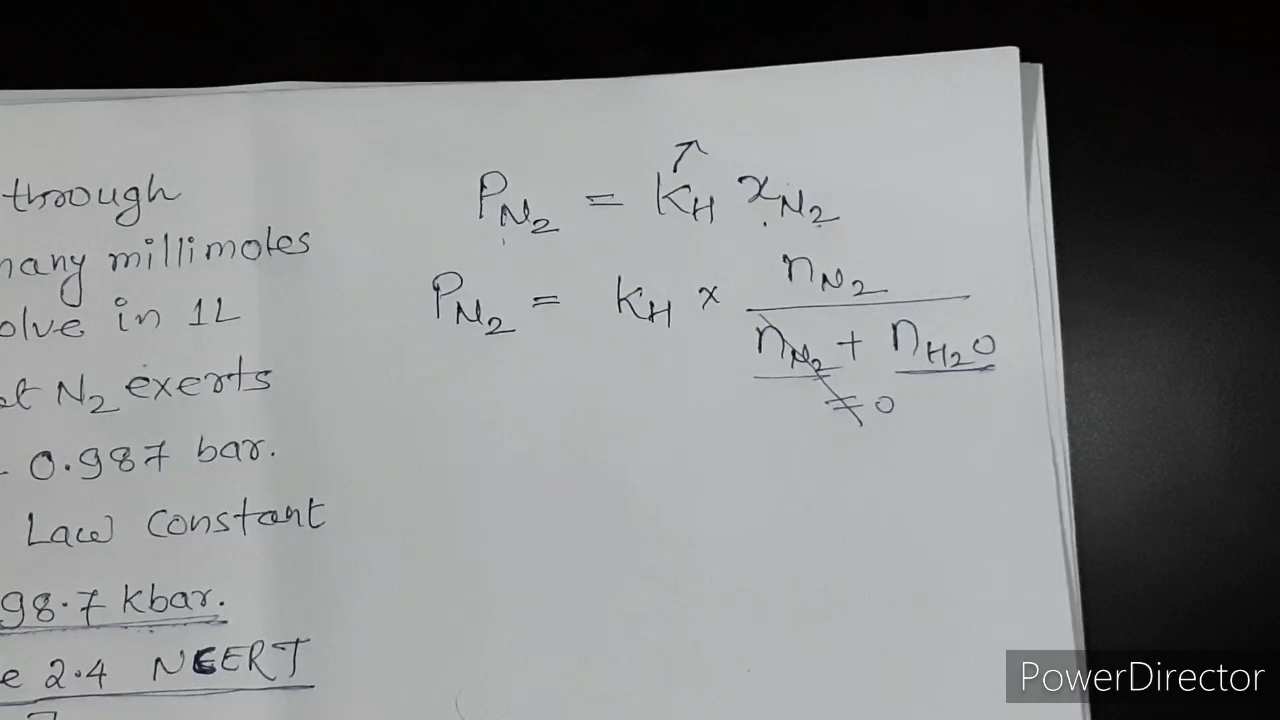 through
many millimoles
olve in 1L
at N2 exerts
0.987 bar.
Law constant
98.7 kbar.
e 2.4 NCERT
PN2 = KH xN2
PN2 = KH × nN2 / nN2 + nH2O
= 0
PowerDirector